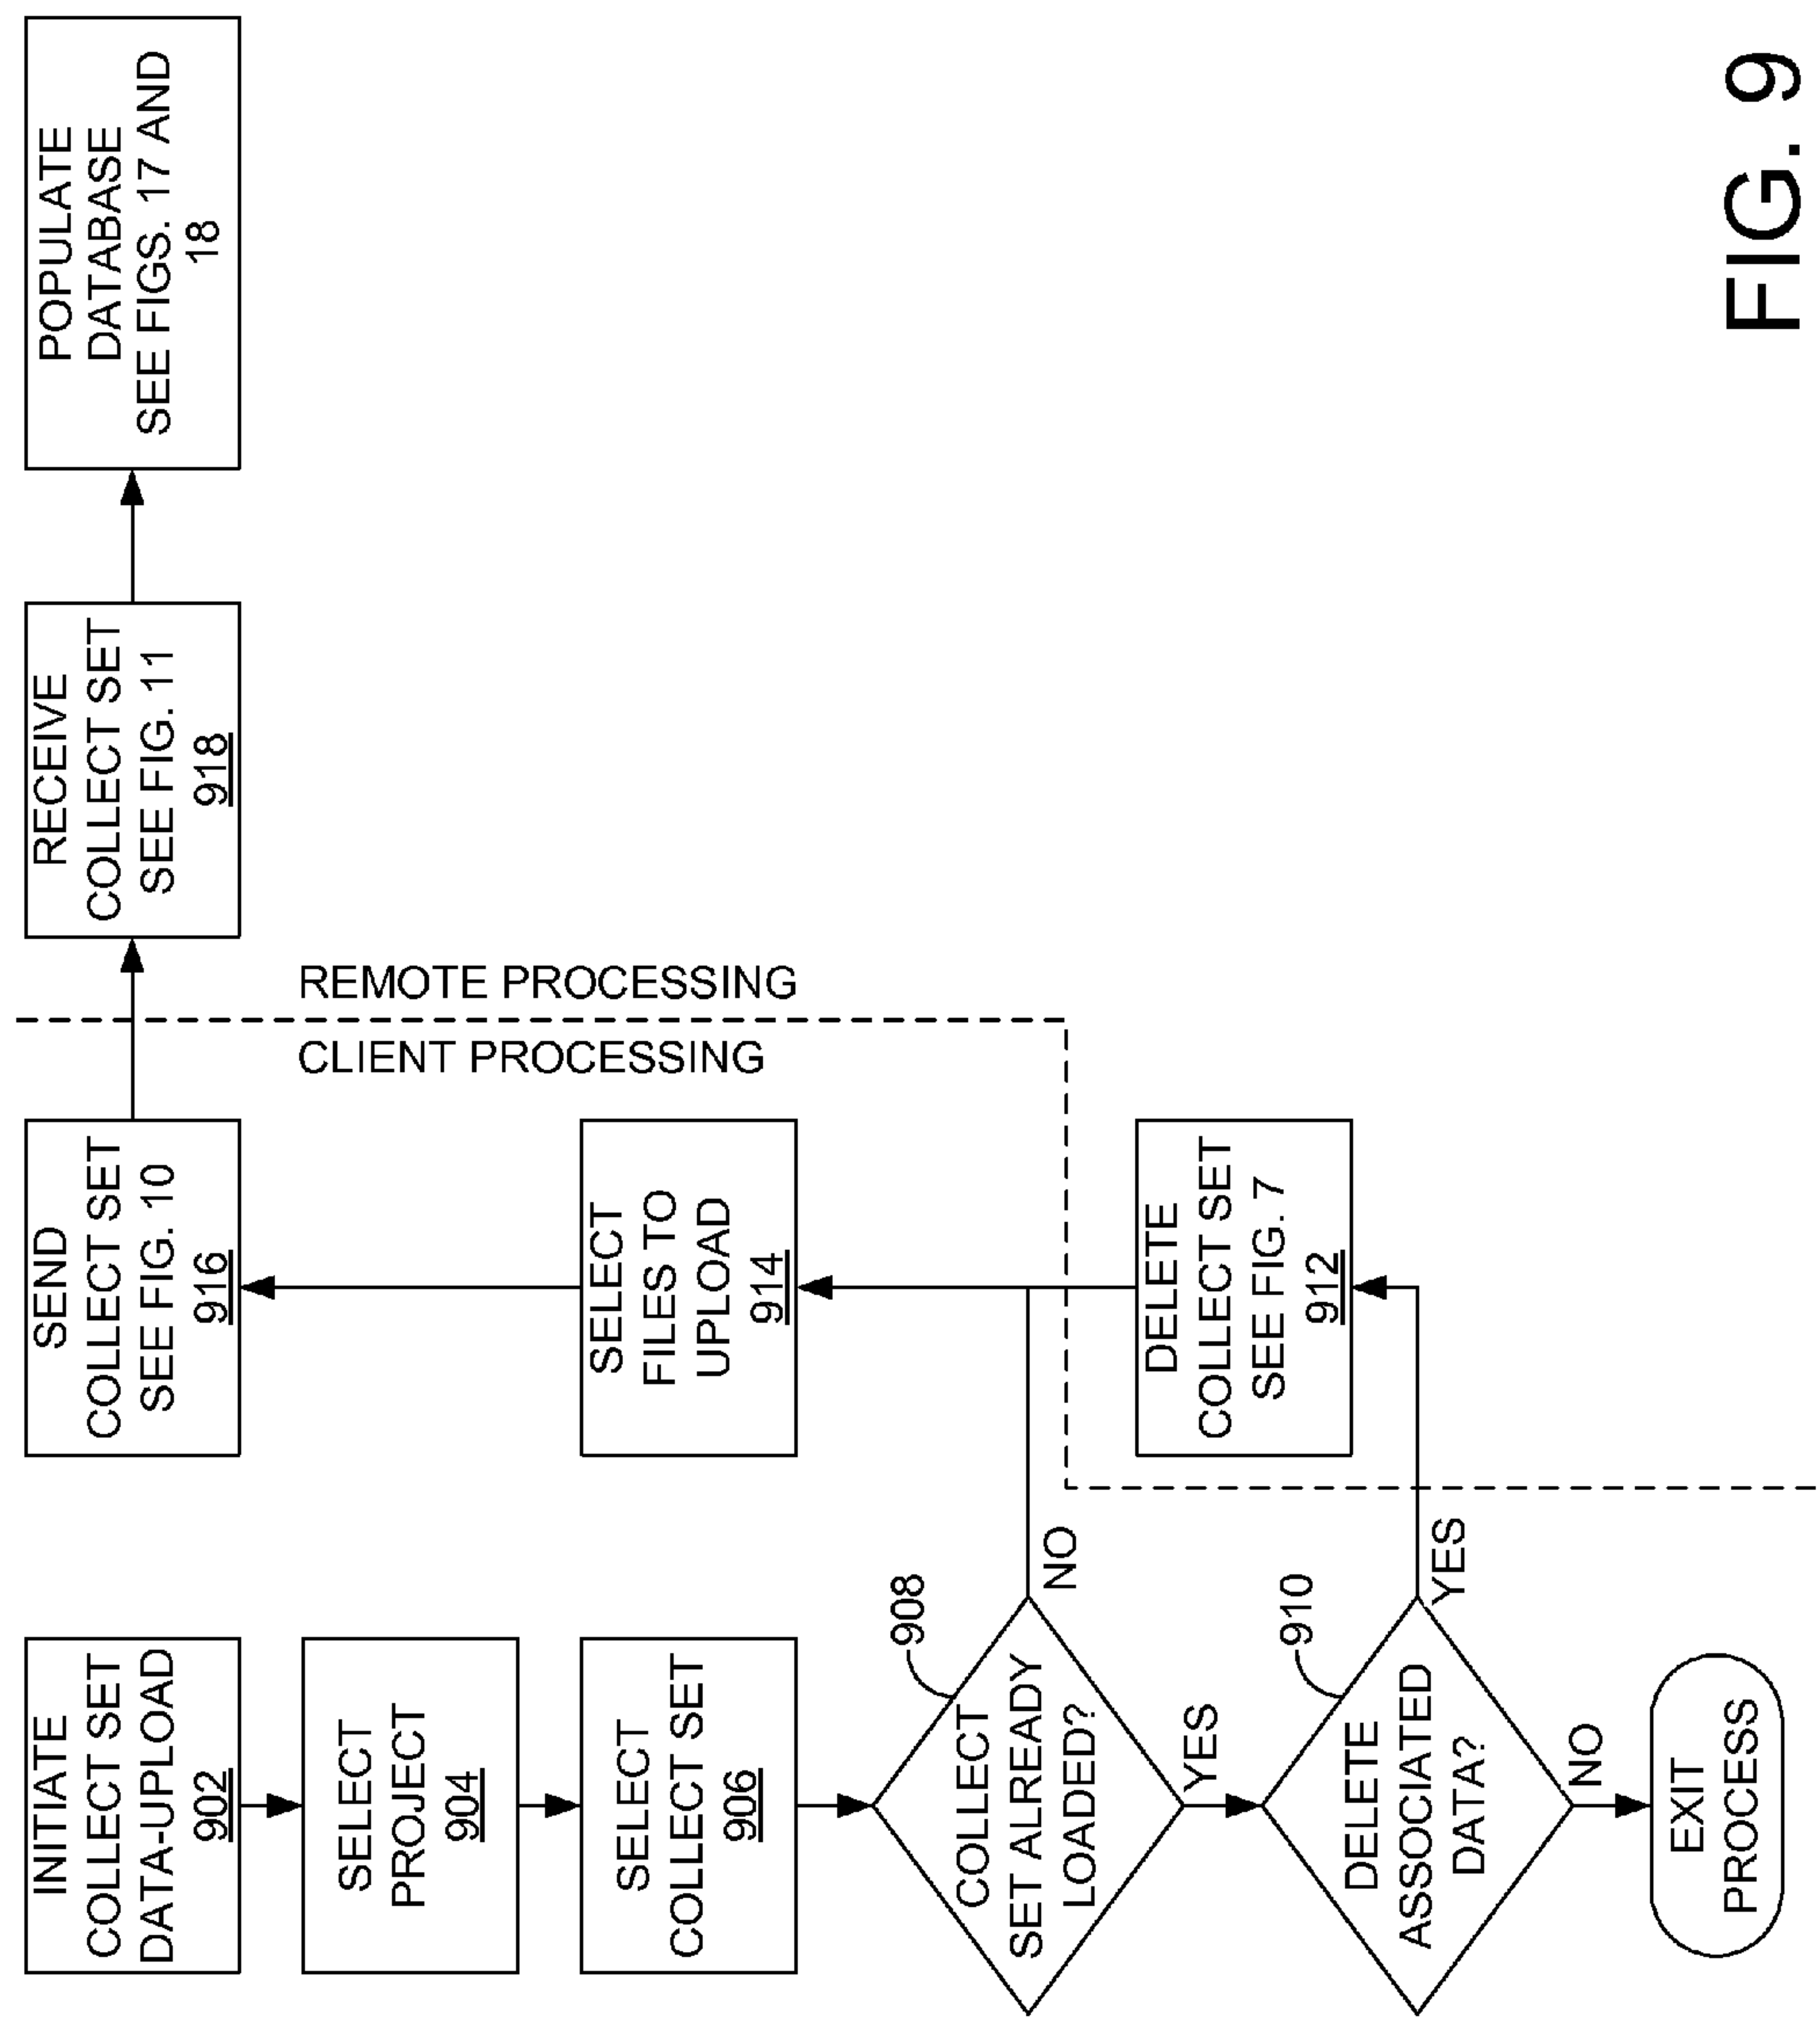 INITIATE
COLLECT SET
DATA-UPLOAD
902
SELECT
PROJECT
904
SELECT
COLLECT SET
906
908
COLLECT
SET ALREADY
LOADED?
NO
YES
910
DELETE
ASSOCIATED
DATA?
YES
NO
EXIT
PROCESS
SEND
COLLECT SET
SEE FIG. 10
916
SELECT
FILES TO
UPLOAD
914
DELETE
COLLECT SET
SEE FIG. 7
912
REMOTE PROCESSING
CLIENT PROCESSING
RECEIVE
COLLECT SET
SEE FIG. 11
918
POPULATE
DATABASE
SEE FIGS. 17 AND
18
FIG. 9